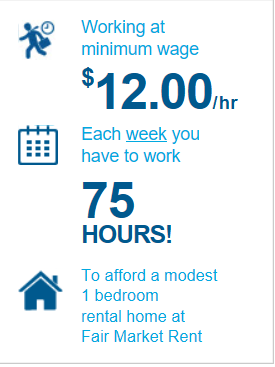 Working at
minimum wage
$12.00/hr
Each week you
have to work
75
HOURS!
To afford a modest
1 bedroom
rental home at
Fair Market Rent